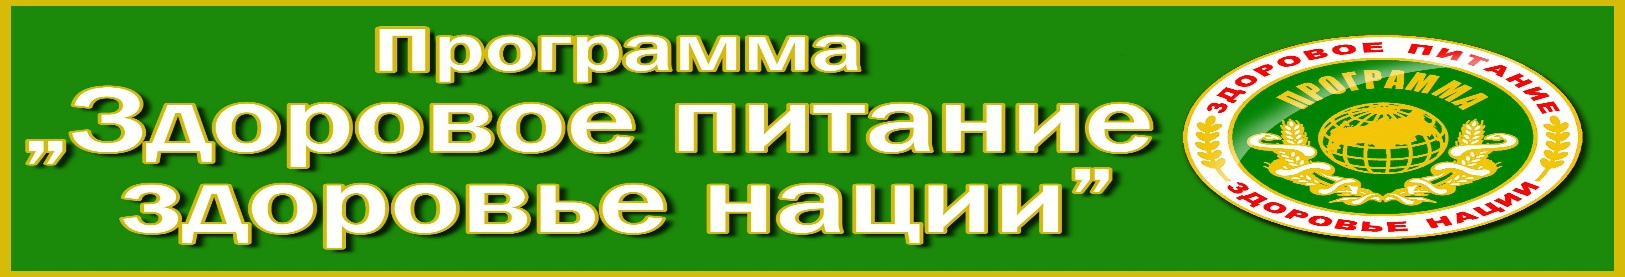 Программа
„Здоровое питание
здоровье нации”
ЗДОРОВОЕ ПИТАНИЕ
ПРОГРАММА
ЗДОРОВЬЕ НАЦИИ